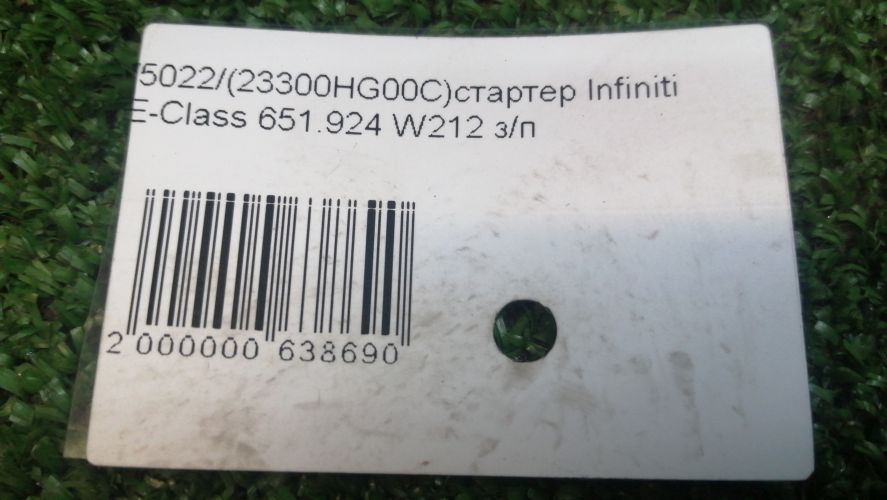 5022/(23300HG00C)стартер Infiniti
E-Class 651.924 W212 з/п
2 000000 638690